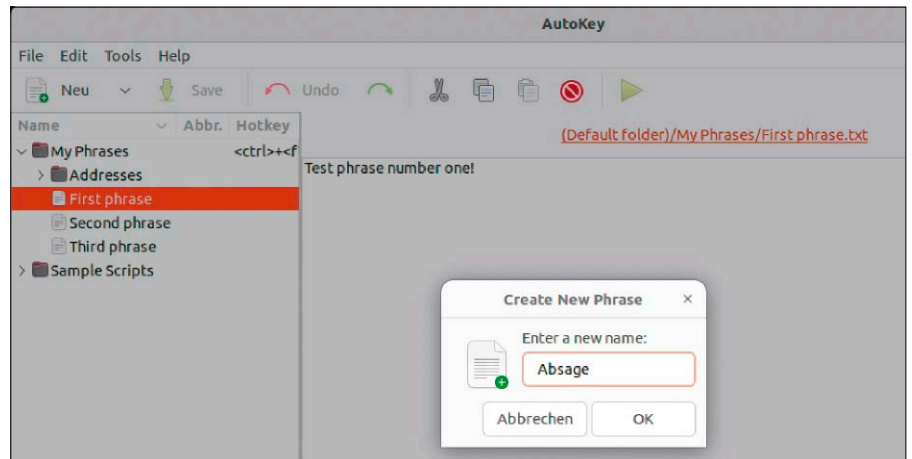 AutoKey
File Edit Tools Help
Neu Save Undo
Name Abbr. Hotkey
(Default folder)/My Phrases/First phrase.txt
My Phrases <ctrl>+<f
Addresses
Test phrase number one!
First phrase
Second phrase
Third phrase
Sample Scripts
Create New Phrase
Enter a new name:
Absage
Abbrechen OK